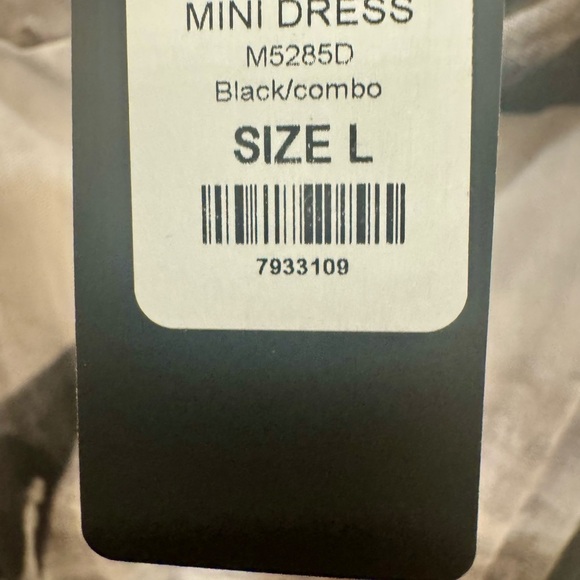 MINI DRESS
M5285D
Black/combo
SIZE L
7933109